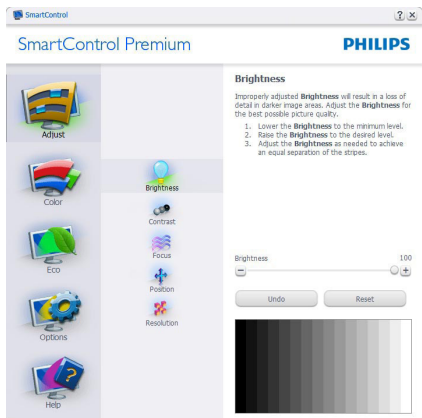 SmartControl
SmartControl Premium
PHILIPS
Adjust
Color
Eco
Options
Help
Brightness
Contrast
Focus
Position
Resolution
Brightness
Improperly adjusted Brightness will result in a loss of
detail in darker image areas. Adjust the Brightness for
the best possible picture quality.
1. Lower the Brightness to the minimum level.
2. Raise the Brightness to the desired level.
3. Adjust the Brightness as needed to achieve
an equal separation of the stripes.
Brightness 100
Undo Reset